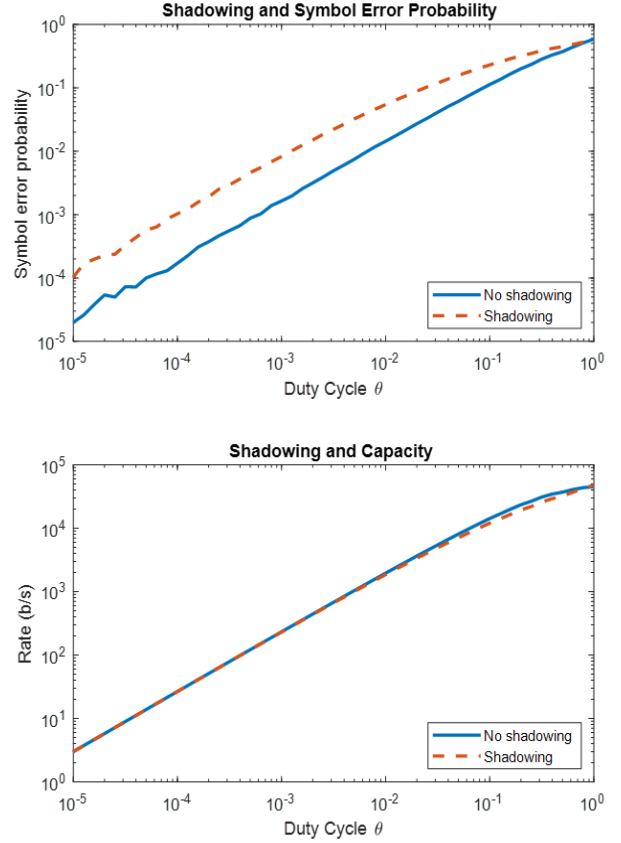 Shadowing and Symbol Error Probability
Symbol error probability
10^0
10^-1
10^-2
10^-3
10^-4
10^-5
No shadowing
Shadowing
10^-5 10^-4 10^-3 10^-2 10^-1 10^0
Duty Cycle θ
Shadowing and Capacity
Rate (b/s)
10^5
10^4
10^3
10^2
10^1
10^0
No shadowing
Shadowing
10^-5 10^-4 10^-3 10^-2 10^-1 10^0
Duty Cycle θ